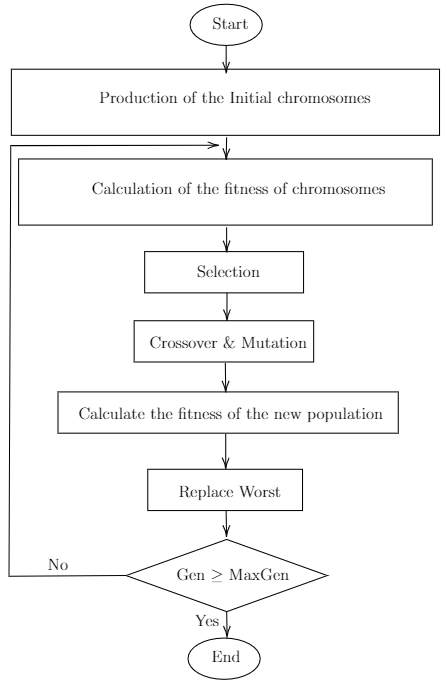 Start
Production of the Initial chromosomes
Calculation of the fitness of chromosomes
Selection
Crossover & Mutation
Calculate the fitness of the new population
Replace Worst
Gen ≥ MaxGen
No
Yes
End